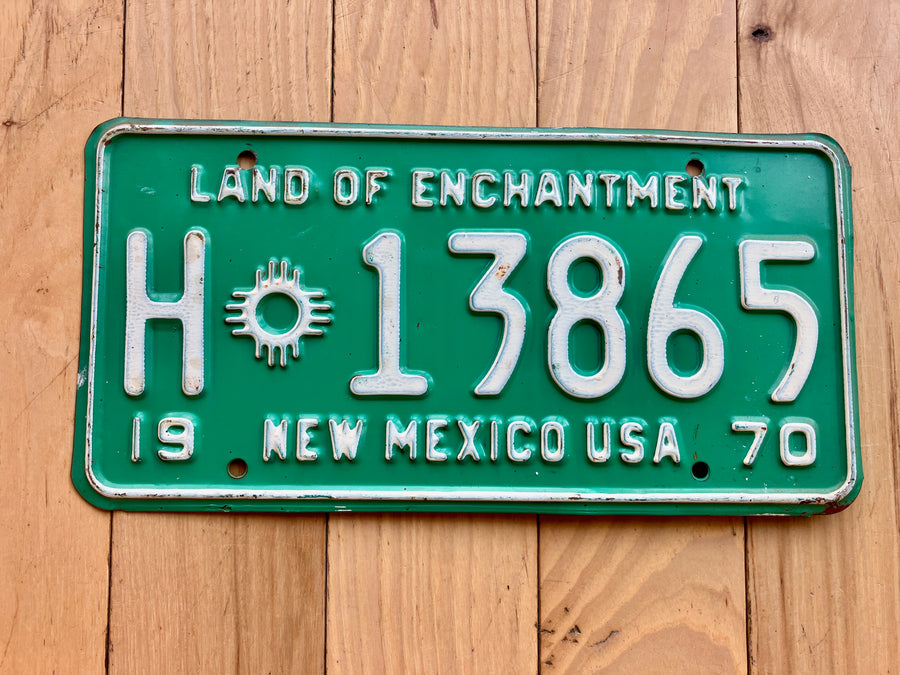 LAND OF ENCHANTMENT
H 13865
19 NEW MEXICO USA 70